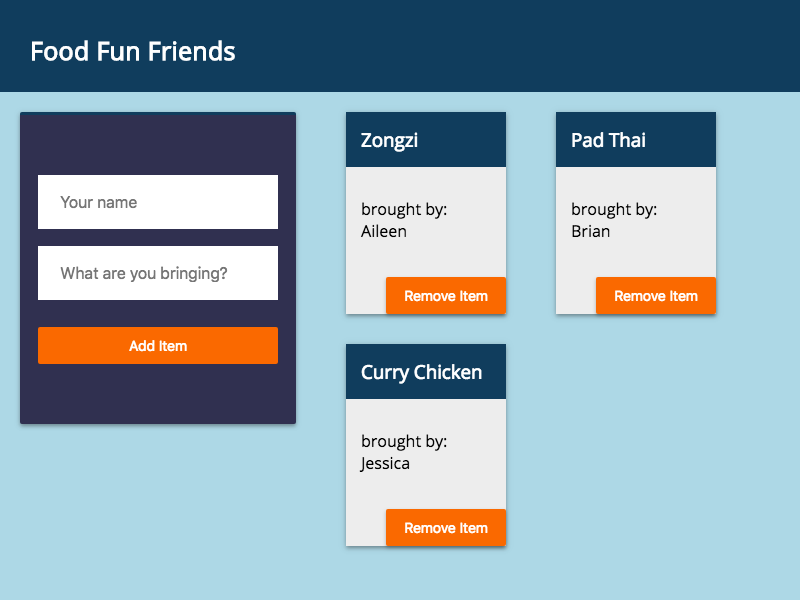 Food Fun Friends
Your name
What are you bringing?
Add Item
Zongzi
brought by:
Aileen
Remove Item
Pad Thai
brought by:
Brian
Remove Item
Curry Chicken
brought by:
Jessica
Remove Item